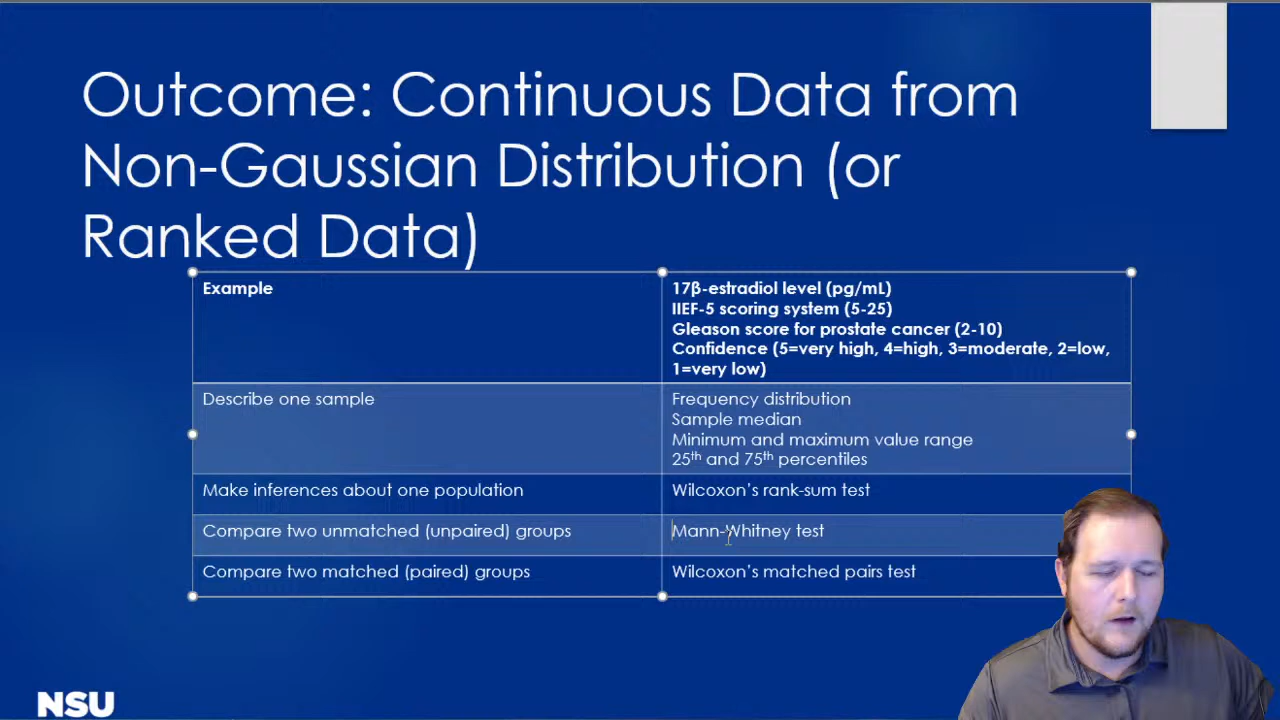 Outcome: Continuous Data from
Non-Gaussian Distribution (or
Ranked Data)
Example
17β-estradiol level (pg/mL)
IIEF-5 scoring system (5-25)
Gleason score for prostate cancer (2-10)
Confidence (5=very high, 4=high, 3=moderate, 2=low,
1=very low)
Describe one sample
Frequency distribution
Sample median
Minimum and maximum value range
25th and 75th percentiles
Make inferences about one population
Wilcoxon's rank-sum test
Compare two unmatched (unpaired) groups
Mann-Whitney test
Compare two matched (paired) groups
Wilcoxon's matched pairs test
NSU